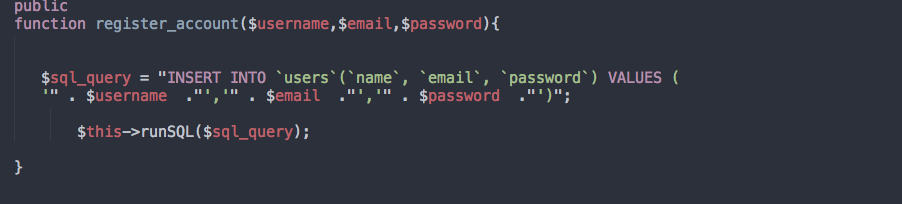 public
function register_account($username,$email,$password){
$sql_query = "INSERT INTO `users`(`name`, `email`, `password`) VALUES (
'" . $username  ."','" . $email  ."','" . $password  ."')";
$this->runSQL($sql_query);
}